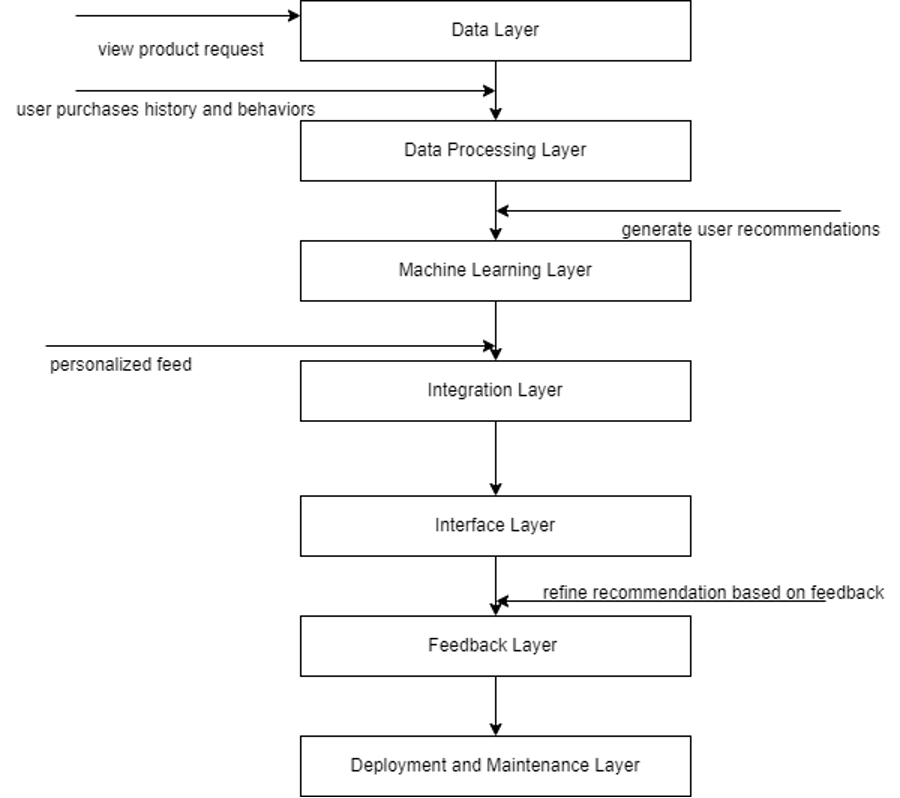 Data Layer
view product request
user purchases history and behaviors
Data Processing Layer
generate user recommendations
Machine Learning Layer
personalized feed
Integration Layer
Interface Layer
refine recommendation based on feedback
Feedback Layer
Deployment and Maintenance Layer